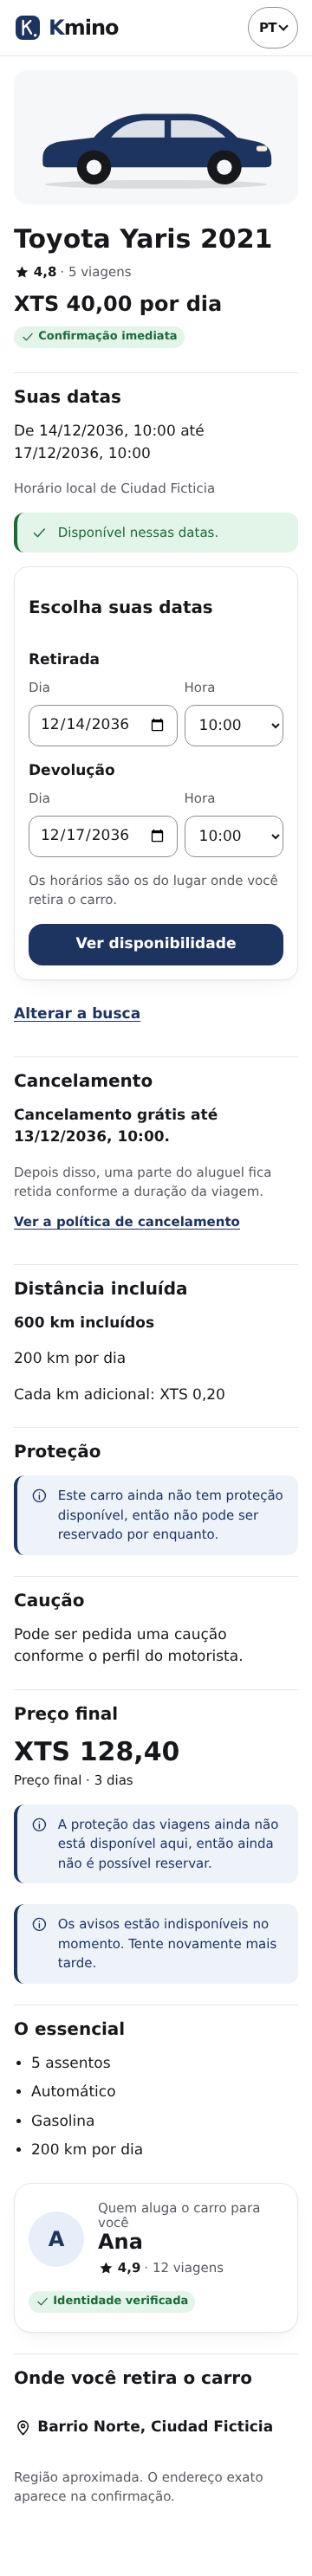 K. Kmino
PT
Toyota Yaris 2021
★ 4,8 · 5 viagens
XTS 40,00 por dia
Confirmação imediata
Suas datas
De 14/12/2036, 10:00 até
17/12/2036, 10:00
Horário local de Ciudad Ficticia
Disponível nessas datas.
Escolha suas datas
Retirada
Dia Hora
12/14/2036 10:00
Devolução
Dia Hora
12/17/2036 10:00
Os horários são os do lugar onde você
retira o carro.
Ver disponibilidade
Alterar a busca
Cancelamento
Cancelamento grátis até
13/12/2036, 10:00.
Depois disso, uma parte do aluguel fica
retida conforme a duração da viagem.
Ver a política de cancelamento
Distância incluída
600 km incluídos
200 km por dia
Cada km adicional: XTS 0,20
Proteção
Este carro ainda não tem proteção
disponível, então não pode ser
reservado por enquanto.
Caução
Pode ser pedida uma caução
conforme o perfil do motorista.
Preço final
XTS 128,40
Preço final · 3 dias
A proteção das viagens ainda não
está disponível aqui, então ainda
não é possível reservar.
Os avisos estão indisponíveis no
momento. Tente novamente mais
tarde.
O essencial
• 5 assentos
• Automático
• Gasolina
• 200 km por dia
A
Quem aluga o carro para
você
Ana
★ 4,9 · 12 viagens
Identidade verificada
Onde você retira o carro
Barrio Norte, Ciudad Ficticia
Região aproximada. O endereço exato
aparece na confirmação.